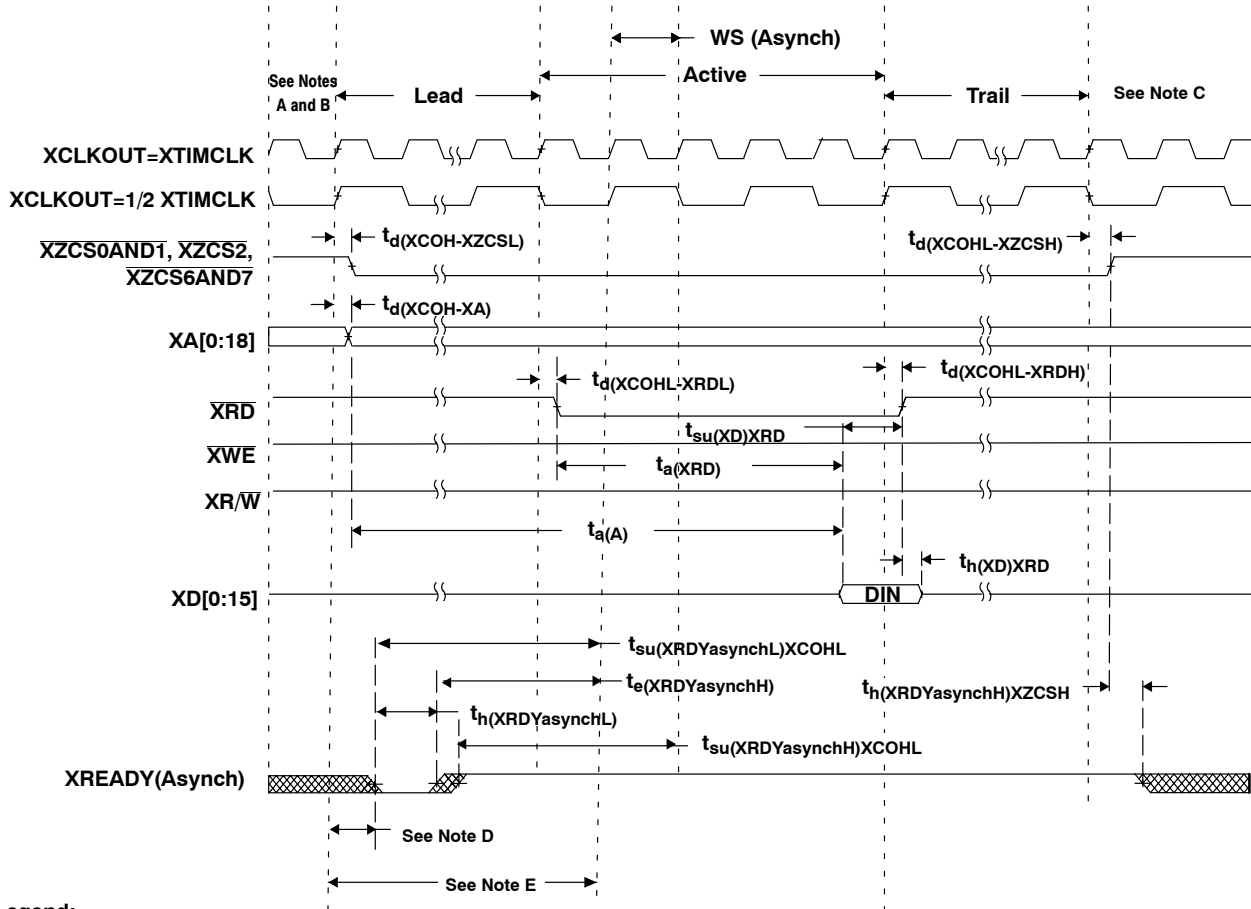 WS (Asynch)
Active
See Notes
A and B
Lead
Trail
See Note C
XCLKOUT=XTIMCLK
XCLKOUT=1/2 XTIMCLK
td(XCOH-XZCSL)
td(XCOHL-XZCSH)
XZCS0AND1, XZCS2,
XZCS6AND7
td(XCOH-XA)
XA[0:18]
td(XCOHL-XRDL)
td(XCOHL-XRDH)
XRD
tsu(XD)XRD
XWE
ta(XRD)
XR/W
ta(A)
th(XD)XRD
XD[0:15]
DIN
tsu(XRDYasynchL)XCOHL
te(XRDYasynchH)
th(XRDYasynchH)XZCSH
th(XRDYasynchL)
tsu(XRDYasynchH)XCOHL
XREADY(Asynch)
See Note D
See Note E
egend: